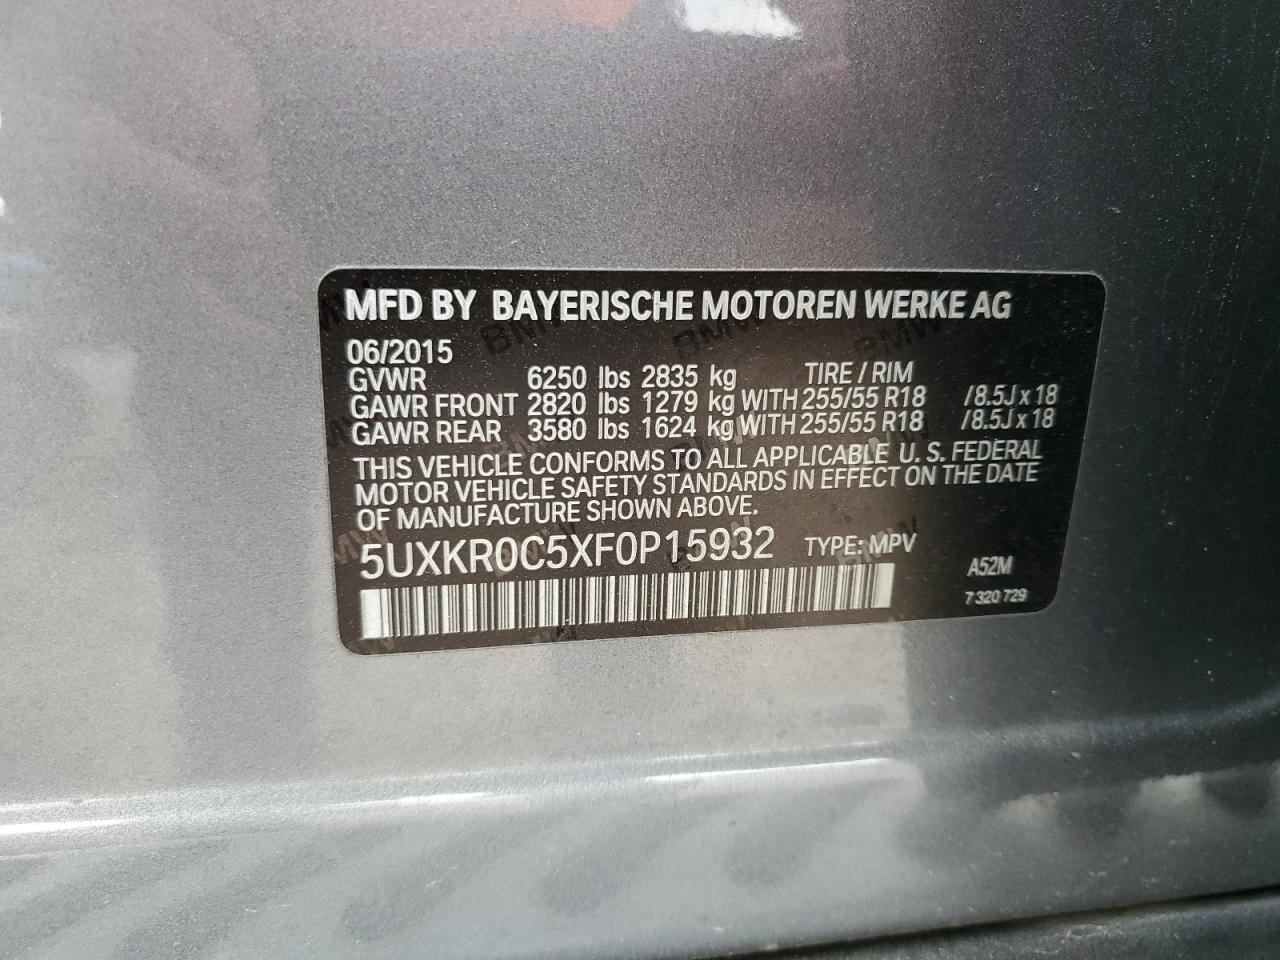 MFD BY BAYERISCHE MOTOREN WERKE AG
06/2015
GVWR 6250 lbs 2835 kg TIRE / RIM
GAWR FRONT 2820 lbs 1279 kg WITH 255/55 R18 / 8.5J x 18
GAWR REAR 3580 lbs 1624 kg WITH 255/55 R18 / 8.5J x 18
THIS VEHICLE CONFORMS TO ALL APPLICABLE U. S. FEDERAL
MOTOR VEHICLE SAFETY STANDARDS IN EFFECT ON THE DATE
OF MANUFACTURE SHOWN ABOVE.
5UXKR0C5XF0P15932 TYPE: MPV
A52M
7 320 729